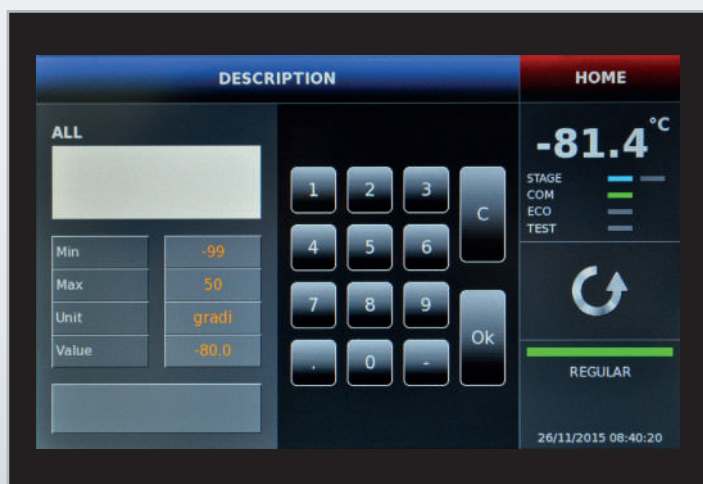 DESCRIPTION
HOME
ALL
Min -99
Max 50
Unit gradi
Value -80.0
1 2 3 C
4 5 6
7 8 9 Ok
. 0 -
-81.4 °C
STAGE
COM
ECO
TEST
REGULAR
26/11/2015 08:40:20